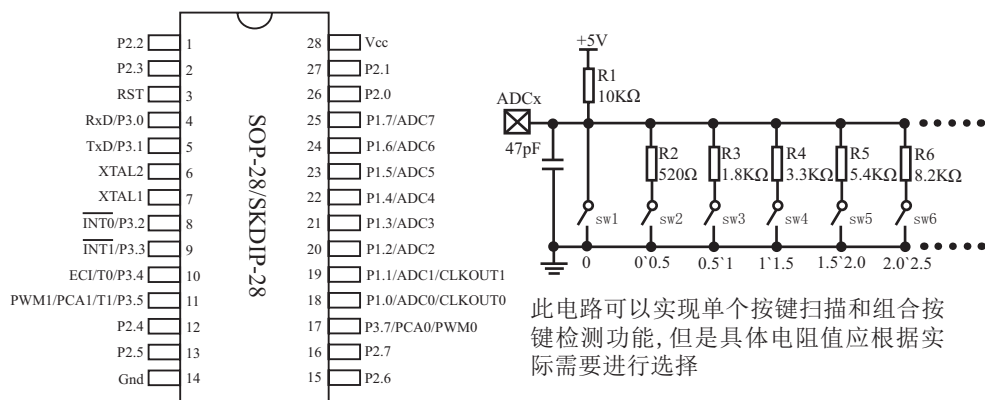 P2.2 1 28 Vcc
P2.3 2 27 P2.1
RST 3 26 P2.0
RxD/P3.0 4 25 P1.7/ADC7
TxD/P3.1 5 24 P1.6/ADC6
XTAL2 6 23 P1.5/ADC5
XTAL1 7 22 P1.4/ADC4
INT0/P3.2 8 21 P1.3/ADC3
INT1/P3.3 9 20 P1.2/ADC2
ECI/T0/P3.4 10 19 P1.1/ADC1/CLKOUT1
PWM1/PCA1/T1/P3.5 11 18 P1.0/ADC0/CLKOUT0
P2.4 12 17 P3.7/PCA0/PWM0
P2.5 13 16 P2.7
Gnd 14 15 P2.6
SOP-28/SKDIP-28
+5V
R1
10KΩ
ADCx
47pF
R2 R3 R4 R5 R6
520Ω 1.8KΩ 3.3KΩ 5.4KΩ 8.2KΩ
sw1 sw2 sw3 sw4 sw5 sw6
0 0`0.5 0.5`1 1`1.5 1.5`2.0 2.0`2.5
此电路可以实现单个按键扫描和组合按
键检测功能,但是具体电阻值应根据实
际需要进行选择